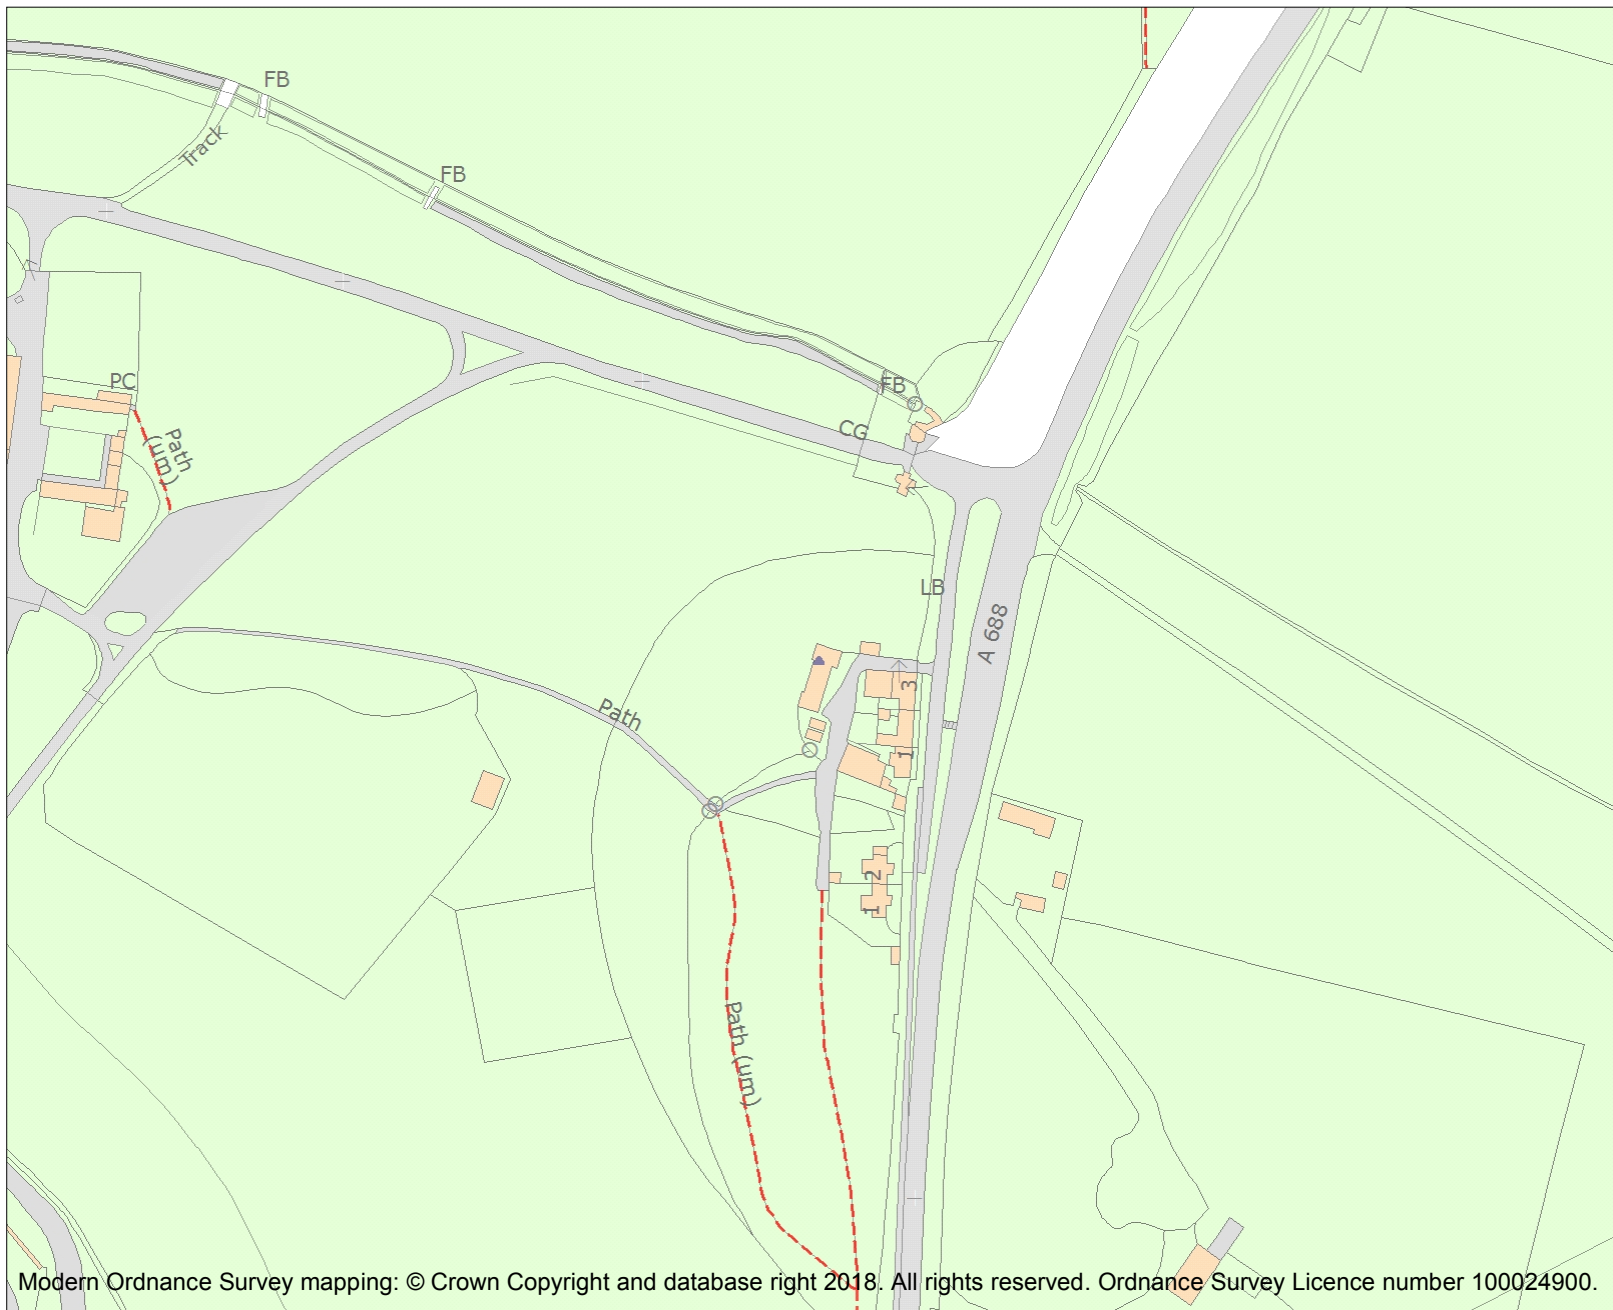 FB
Track
FB
PC
FB
CG
Path
(um)
LB
A 688
3
Path
1
2
1
Path (um)
Modern Ordnance Survey mapping: © Crown Copyright and database right 2018. All rights reserved. Ordnance Survey Licence number 100024900.